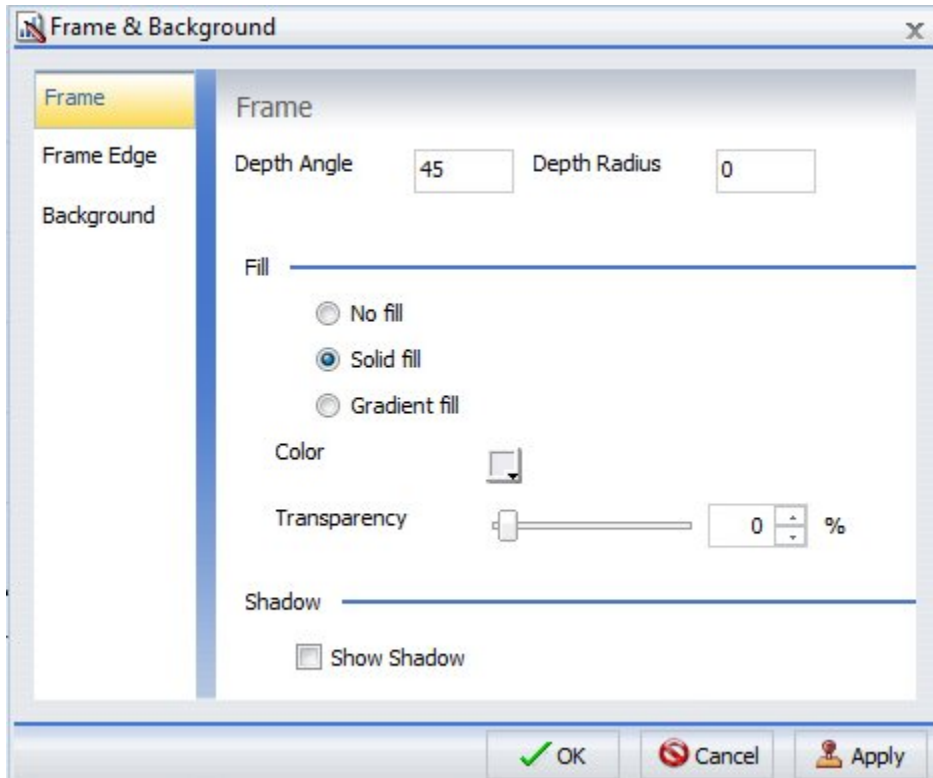 Frame & Background
Frame
Frame Edge
Background
Frame
Depth Angle 45 Depth Radius 0
Fill
No fill
Solid fill
Gradient fill
Color
Transparency 0 %
Shadow
Show Shadow
OK Cancel Apply